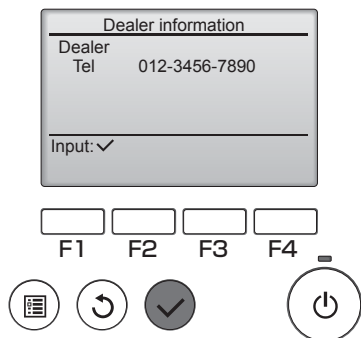 Dealer information
Dealer
Tel 012-3456-7890
Input:✓
F1 F2 F3 F4